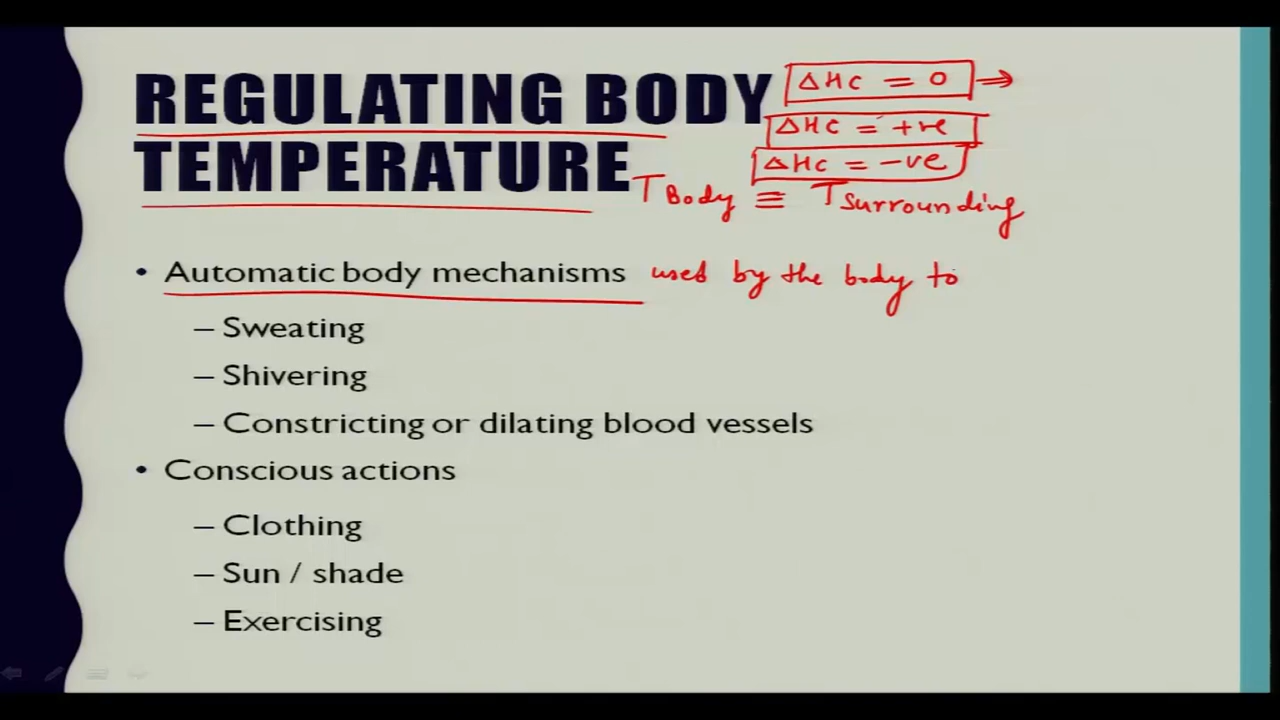 REGULATING BODY ΔHC = 0 ⇒
ΔHC = +ve
TEMPERATURE ΔHC = -ve
TBody ≡ TSurrounding
• Automatic body mechanisms used by the body to
– Sweating
– Shivering
– Constricting or dilating blood vessels
• Conscious actions
– Clothing
– Sun / shade
– Exercising